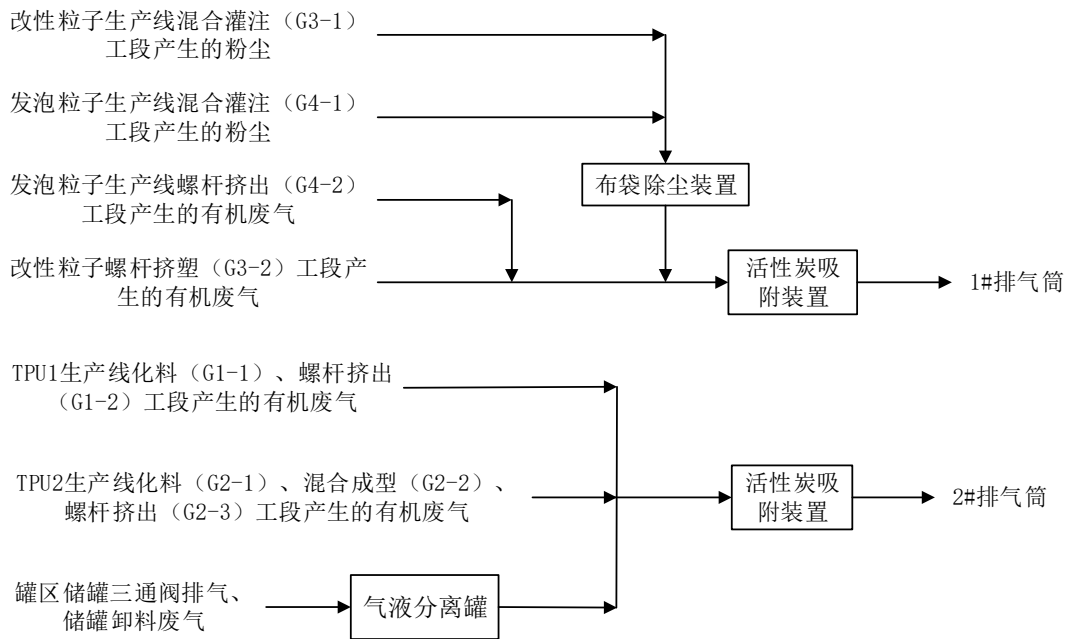 改性粒子生产线混合灌注（G3-1）
工段产生的粉尘
发泡粒子生产线混合灌注（G4-1）
工段产生的粉尘
发泡粒子生产线螺杆挤出（G4-2）
工段产生的有机废气
布袋除尘装置
改性粒子螺杆挤塑（G3-2）工段产
生的有机废气
活性炭吸
附装置
1#排气筒
TPU1生产线化料（G1-1）、螺杆挤出
（G1-2）工段产生的有机废气
TPU2生产线化料（G2-1）、混合成型（G2-2）、
螺杆挤出（G2-3）工段产生的有机废气
活性炭吸
附装置
2#排气筒
罐区储罐三通阀排气、
储罐卸料废气
气液分离罐